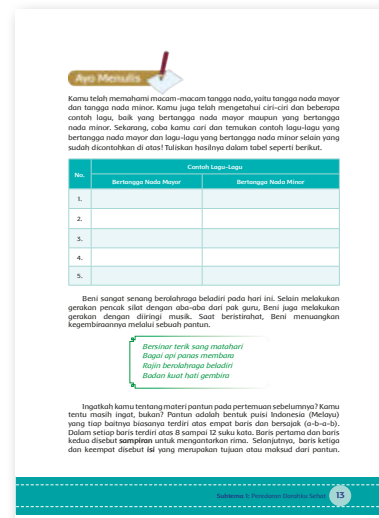 Ayo Menulis
Kamu telah memahami macam-macam tangga nada, yaitu tangga nada mayor
dan tangga nada minor. Kamu juga telah mengetahui ciri-ciri dan beberapa
contoh lagu, baik yang bertangga nada mayor maupun yang bertangga
nada minor. Sekarang, coba kamu cari dan temukan contoh lagu-lagu yang
bertangga nada mayor dan lagu-lagu yang bertangga nada minor selain yang
sudah dicontohkan di atas! Tuliskan hasilnya dalam tabel seperti berikut.
No.
Contoh Lagu-Lagu
Bertangga Nada Mayor
Bertangga Nada Minor
1.
2.
3.
4.
5.
Beni sangat senang berolahraga beladiri pada hari ini. Selain melakukan
gerakan pencak silat dengan aba-aba dari pak guru, Beni juga melakukan
gerakan dengan diiringi musik. Saat beristirahat, Beni menuangkan
kegembiraannya melalui sebuah pantun.
Bersinar terik sang matahari
Bagai api panas membara
Rajin berolahraga beladiri
Badan kuat hati gembira
Ingatkah kamu tentang materi pantun pada pertemuan sebelumnya? Kamu
tentu masih ingat, bukan? Pantun adalah bentuk puisi Indonesia (Melayu)
yang tiap baitnya biasanya terdiri atas empat baris dan bersajak (a-b-a-b).
Dalam setiap baris terdiri atas 8 sampai 12 suku kata. Baris pertama dan baris
kedua disebut sampiran untuk mengantarkan rima. Selanjutnya, baris ketiga
dan keempat disebut isi yang merupakan tujuan atau maksud dari pantun.
Subtema 1: Peredaran Darahku Sehat 13